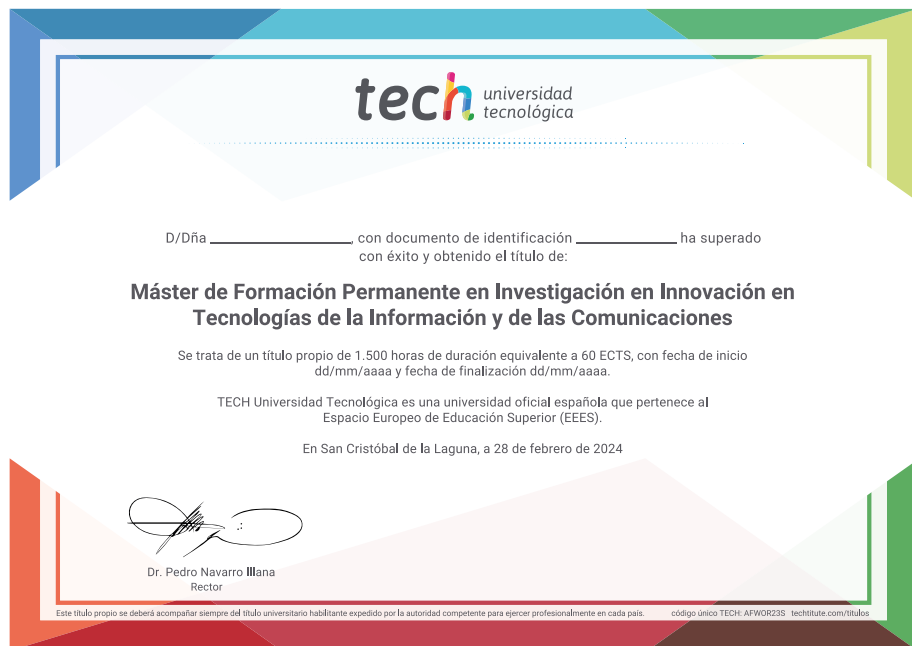 tech universidad
tecnológica
D/Dña ________________, con documento de identificación ____________ ha superado
con éxito y obtenido el título de:
Máster de Formación Permanente en Investigación en Innovación en
Tecnologías de la Información y de las Comunicaciones
Se trata de un título propio de 1.500 horas de duración equivalente a 60 ECTS, con fecha de inicio
dd/mm/aaaa y fecha de finalización dd/mm/aaaa.
TECH Universidad Tecnológica es una universidad oficial española que pertenece al
Espacio Europeo de Educación Superior (EEES).
En San Cristóbal de la Laguna, a 28 de febrero de 2024
Dr. Pedro Navarro Illana
Rector
Este título propio se deberá acompañar siempre del título universitario habilitante expedido por la autoridad competente para ejercer profesionalmente en cada país. código único TECH: AFWOR23S techtitute.com/titulos